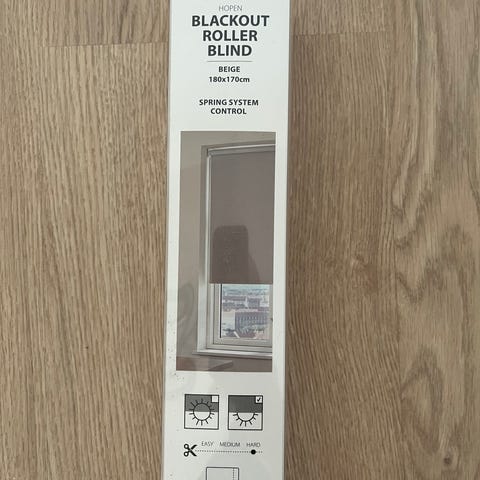 HOPEN
BLACKOUT
ROLLER
BLIND
BEIGE
180x170cm
SPRING SYSTEM
CONTROL
EASY MEDIUM HARD